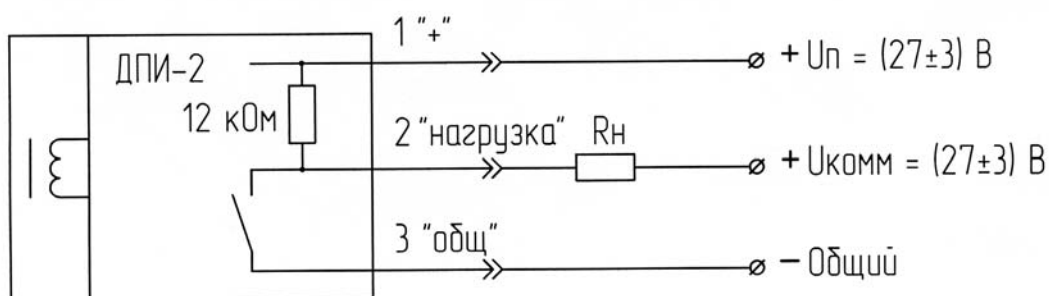 1 "+"
ДПИ-2
+ Uп = (27±3) В
12 кОм
2 "нагрузка"
Rн
+ Uкомм = (27±3) В
3 "общ"
- Общий